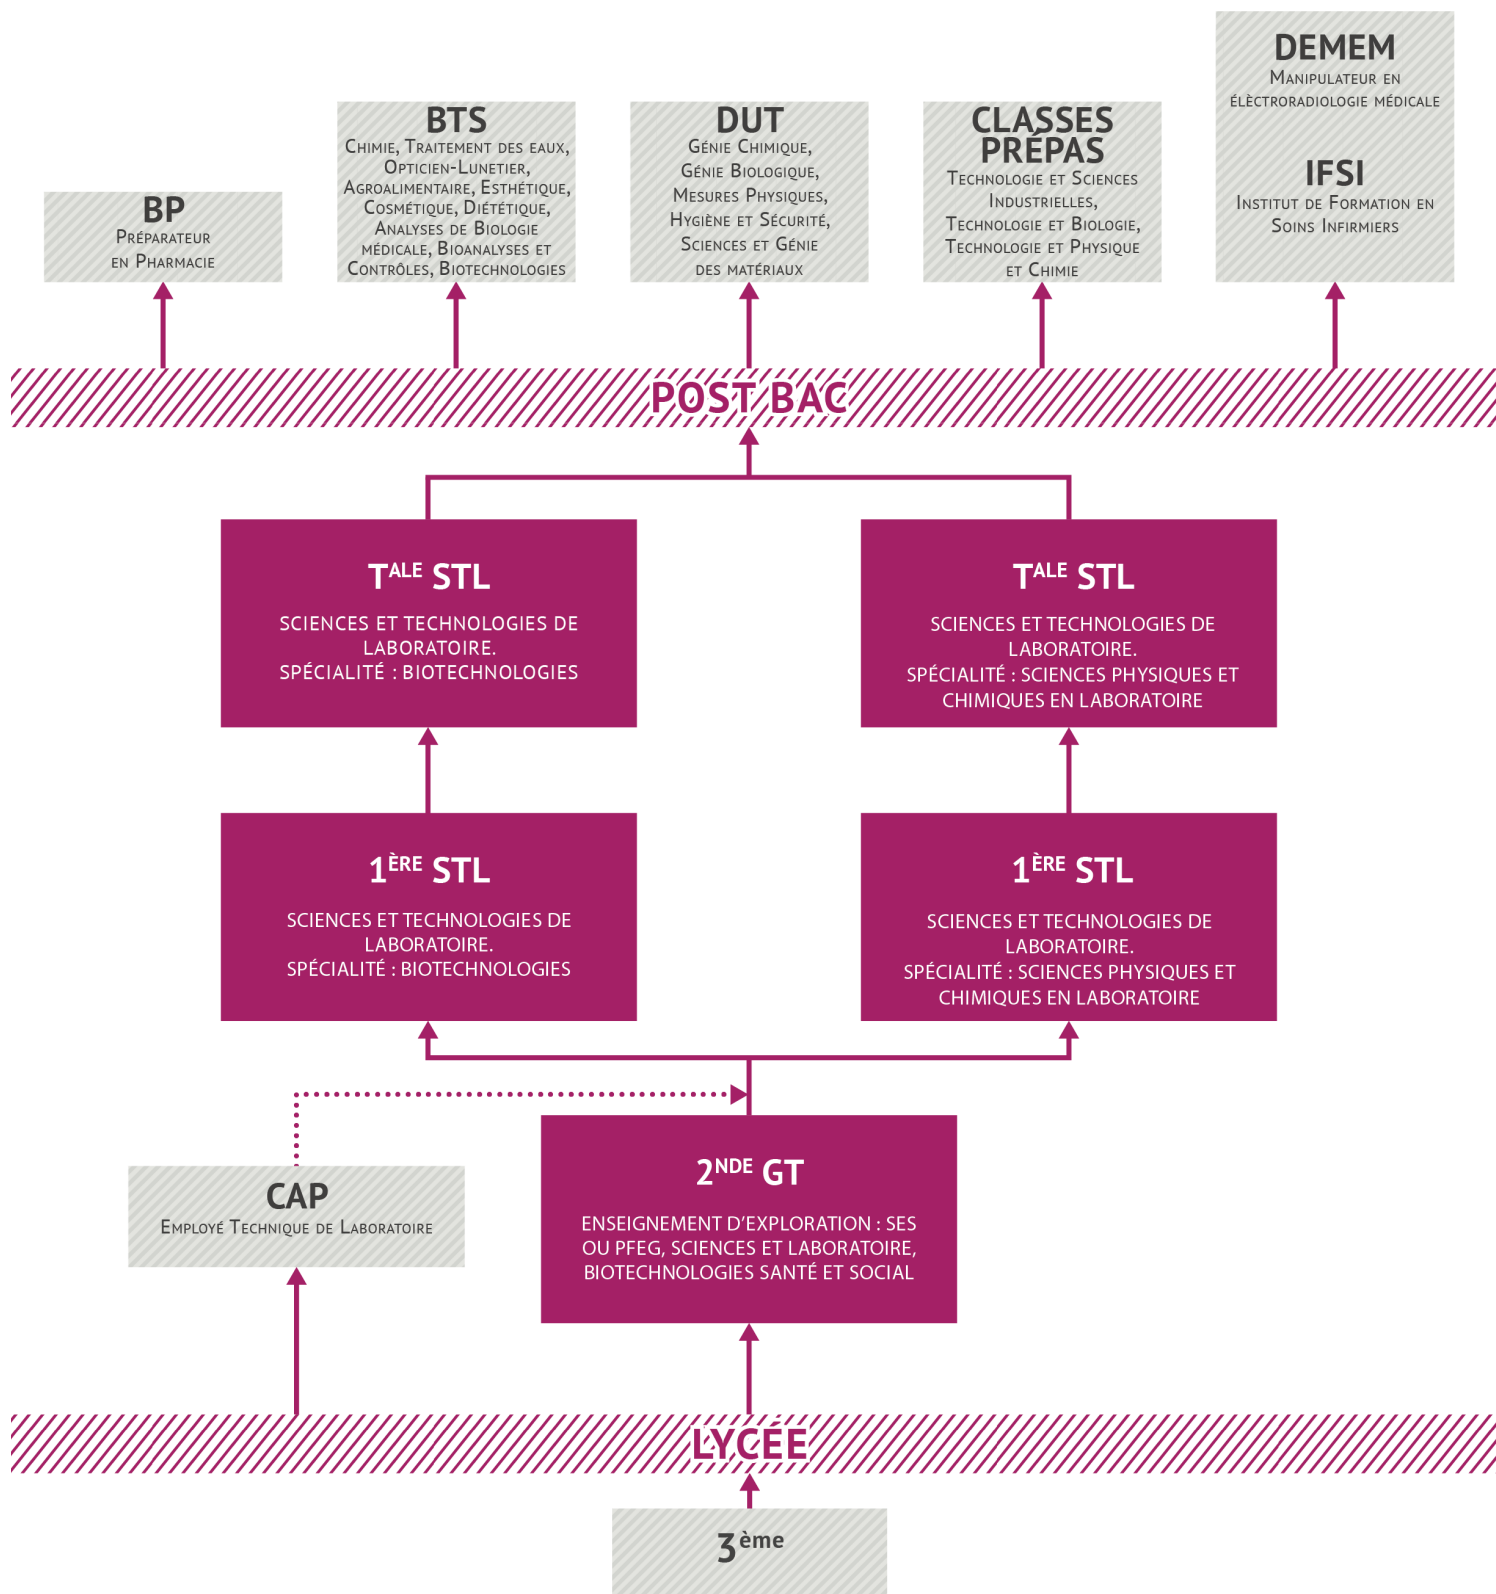 DEMEM
Manipulateur en
élèctroradiologie médicale
IFSI
Institut de Formation en
Soins Infirmiers
BTS
Chimie, Traitement des eaux,
Opticien-Lunetier,
Agroalimentaire, Esthétique,
Cosmétique, Diététique,
Analyses de Biologie
médicale, Bioanalyses et
Contrôles, Biotechnologies
DUT
Génie Chimique,
Génie Biologique,
Mesures Physiques,
Hygiène et Sécurité,
Sciences et Génie
des matériaux
CLASSES
PRÉPAS
Technologie et Sciences
Industrielles,
Technologie et Biologie,
Technologie et Physique
et Chimie
BP
Préparateur
en Pharmacie
POST BAC
TALE STL
SCIENCES ET TECHNOLOGIES DE
LABORATOIRE.
SPÉCIALITÉ : BIOTECHNOLOGIES
TALE STL
SCIENCES ET TECHNOLOGIES DE
LABORATOIRE.
SPÉCIALITÉ : SCIENCES PHYSIQUES ET
CHIMIQUES EN LABORATOIRE
1ÈRE STL
SCIENCES ET TECHNOLOGIES DE
LABORATOIRE.
SPÉCIALITÉ : BIOTECHNOLOGIES
1ÈRE STL
SCIENCES ET TECHNOLOGIES DE
LABORATOIRE.
SPÉCIALITÉ : SCIENCES PHYSIQUES ET
CHIMIQUES EN LABORATOIRE
CAP
Employé Technique de Laboratoire
2NDE GT
ENSEIGNEMENT D’EXPLORATION : SES
OU PFEG, SCIENCES ET LABORATOIRE,
BIOTECHNOLOGIES SANTÉ ET SOCIAL
LYCÉE
3ème